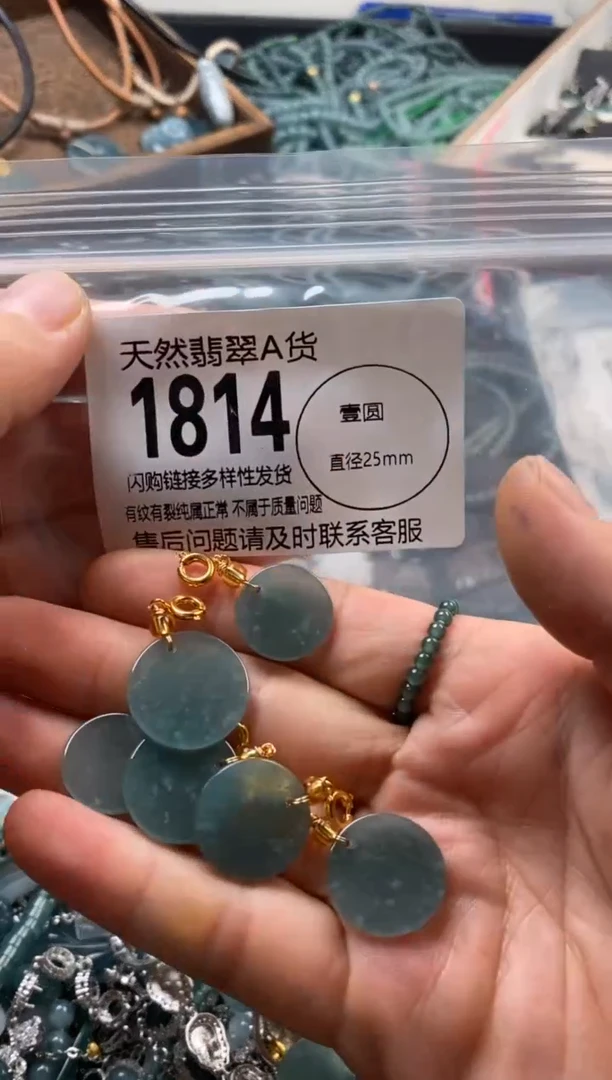 天然翡翠A货
1814
壹圆
直径25mm
闪购链接多样性发货
有纹有裂纯属正常 不属于质量问题
售后问题请及时联系客服